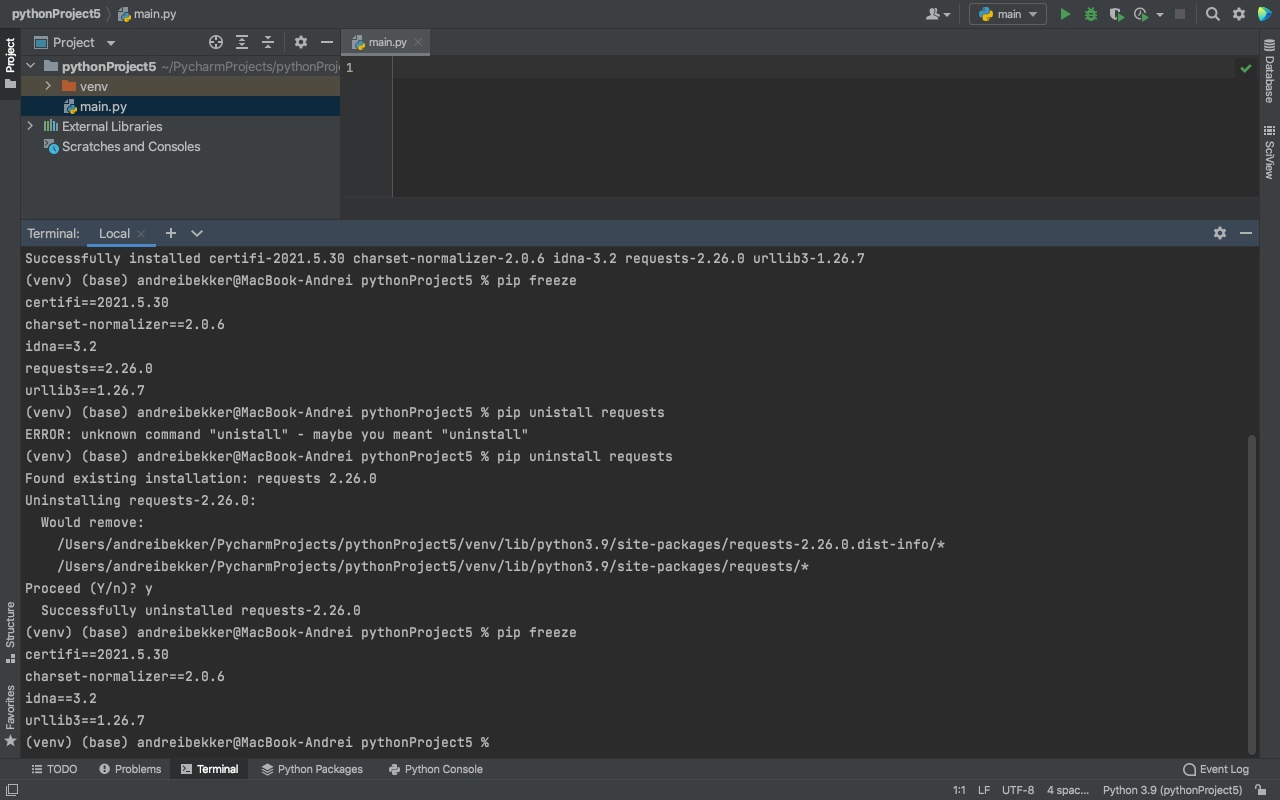 pythonProject5 main.py
main
Project
main.py
pythonProject5 ~/PycharmProjects/pythonProj
venv
main.py
External Libraries
Scratches and Consoles
1
Project
Database
SciView
Terminal: Local
Successfully installed certifi-2021.5.30 charset-normalizer-2.0.6 idna-3.2 requests-2.26.0 urllib3-1.26.7
(venv) (base) andreibekker@MacBook-Andrei pythonProject5 % pip freeze
certifi==2021.5.30
charset-normalizer==2.0.6
idna==3.2
requests==2.26.0
urllib3==1.26.7
(venv) (base) andreibekker@MacBook-Andrei pythonProject5 % pip unistall requests
ERROR: unknown command "unistall" - maybe you meant "uninstall"
(venv) (base) andreibekker@MacBook-Andrei pythonProject5 % pip uninstall requests
Found existing installation: requests 2.26.0
Uninstalling requests-2.26.0:
  Would remove:
    /Users/andreibekker/PycharmProjects/pythonProject5/venv/lib/python3.9/site-packages/requests-2.26.0.dist-info/*
    /Users/andreibekker/PycharmProjects/pythonProject5/venv/lib/python3.9/site-packages/requests/*
Proceed (Y/n)? y
  Successfully uninstalled requests-2.26.0
(venv) (base) andreibekker@MacBook-Andrei pythonProject5 % pip freeze
certifi==2021.5.30
charset-normalizer==2.0.6
idna==3.2
urllib3==1.26.7
(venv) (base) andreibekker@MacBook-Andrei pythonProject5 %
Structure
Favorites
TODO Problems Terminal Python Packages Python Console Event Log
1:1 LF UTF-8 4 spac... Python 3.9 (pythonProject5)